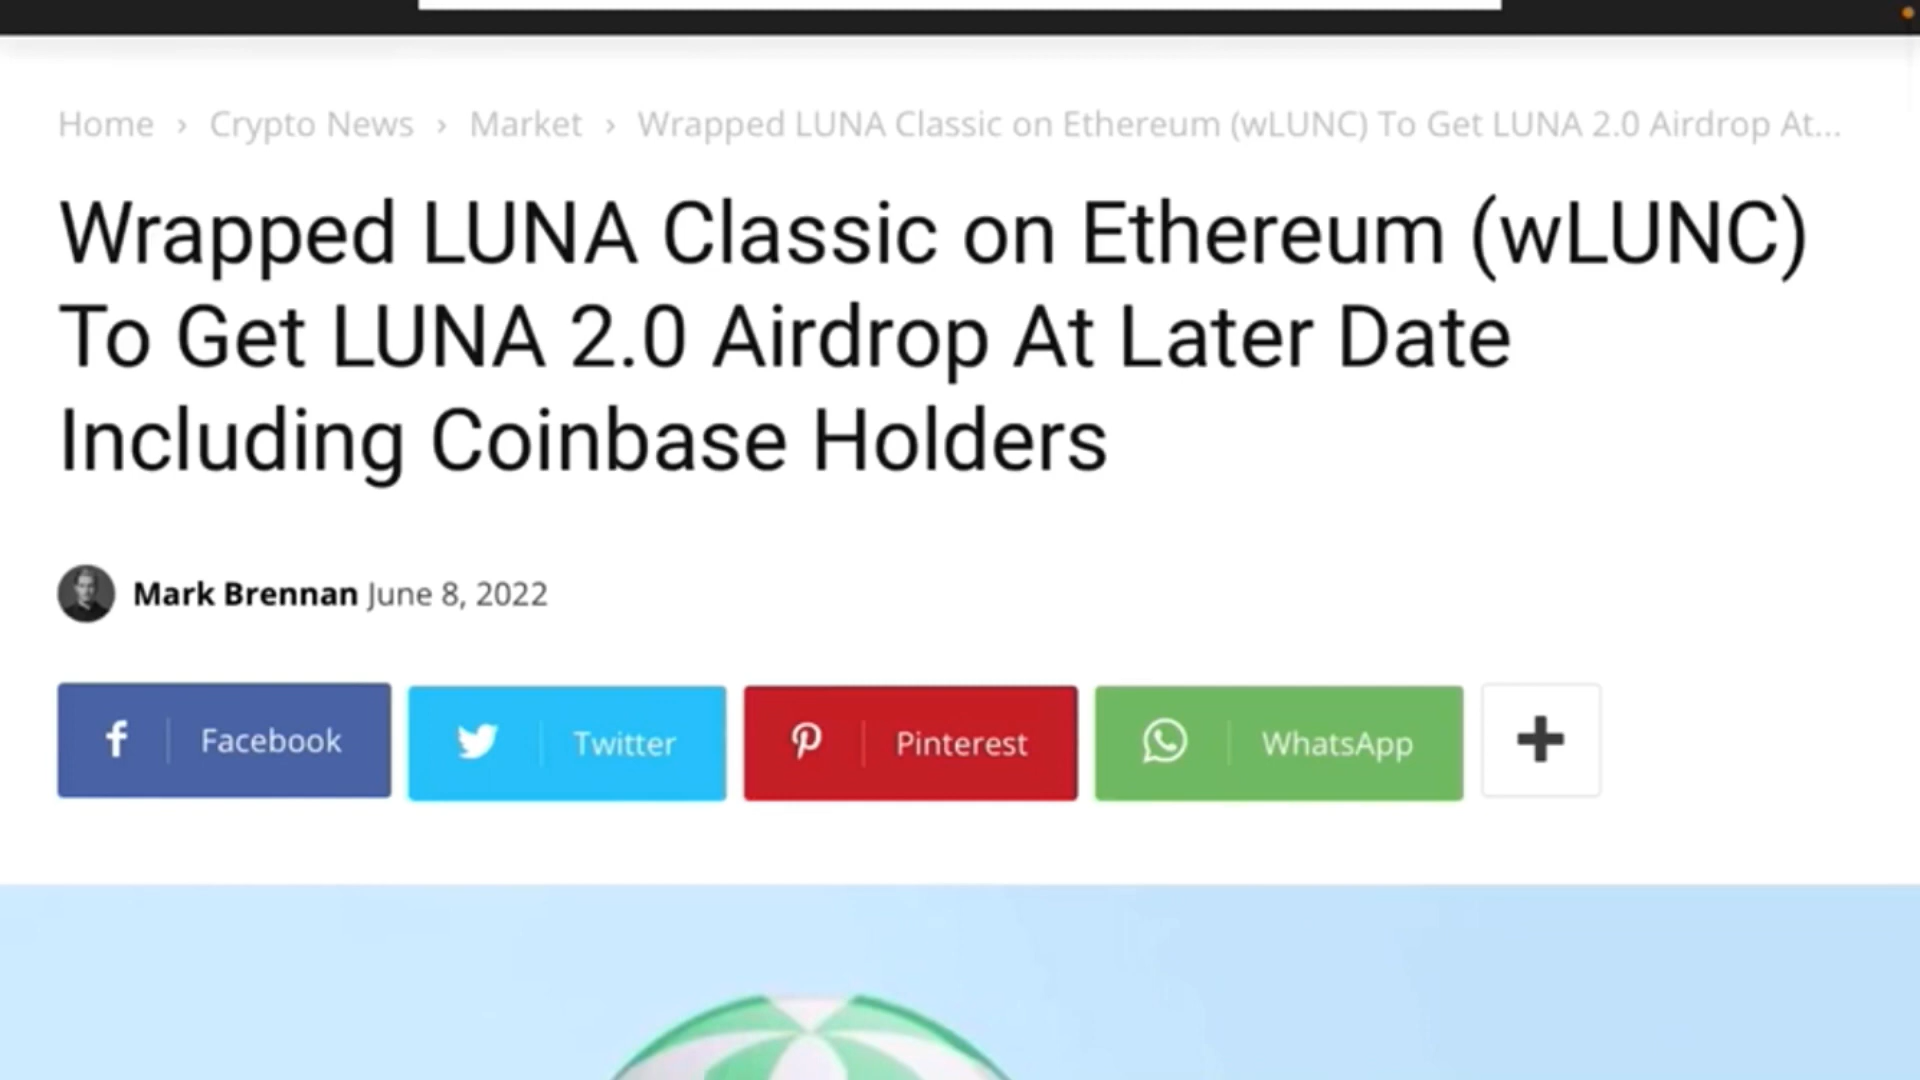 Home › Crypto News › Market › Wrapped LUNA Classic on Ethereum (wLUNC) To Get LUNA 2.0 Airdrop At...
Wrapped LUNA Classic on Ethereum (wLUNC)
To Get LUNA 2.0 Airdrop At Later Date
Including Coinbase Holders
Mark Brennan June 8, 2022
Facebook
Twitter
Pinterest
WhatsApp